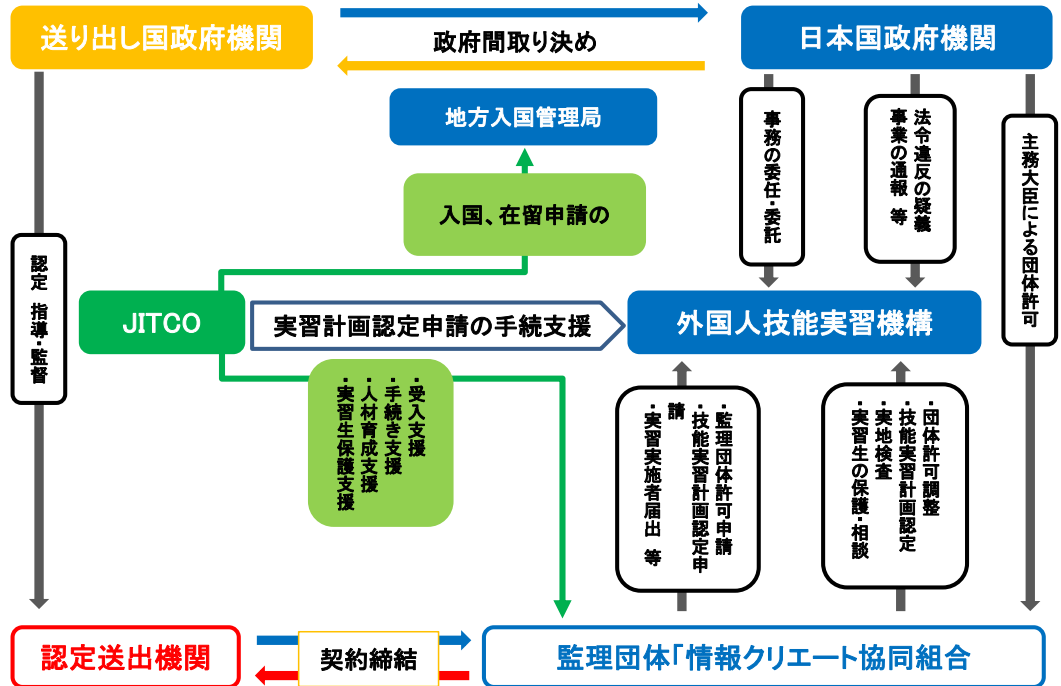 送り出し国政府機関
政府間取り決め
日本国政府機関
地方入国管理局
事務の委任・委託
法令違反の疑義
事業の通報 等
主務大臣による団体許可
入国、在留申請の
認定 指導・監督
JITCO
実習計画認定申請の手続支援
外国人技能実習機構
・受入支援
・手続き支援
・人材育成支援
・実習生保護支援
・監理団体許可申請
・技能実習計画認定申
請
・実習実施者届出 等
・団体許可調整
・技能実習計画認定
・実地検査
・実習生の保護・相談
認定送出機関
契約締結
監理団体「情報クリエート協同組合